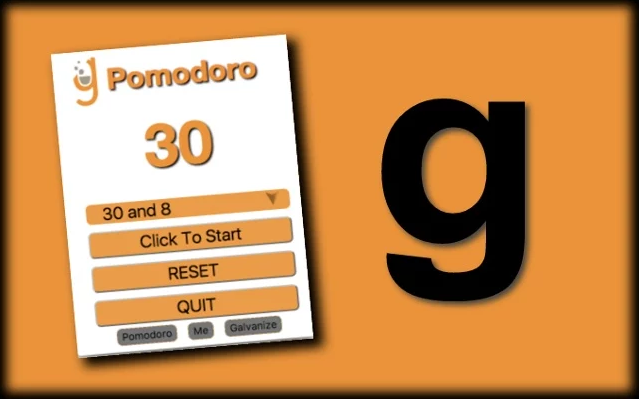 g Pomodoro
30
30 and 8
Click To Start
RESET
QUIT
Pomodoro Me Galvanize
g